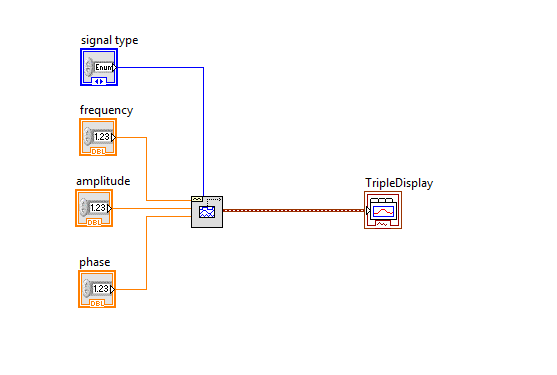 signal type
Enum
frequency
1.23
DBL
amplitude
1.23
DBL
TripleDisplay
phase
1.23
DBL